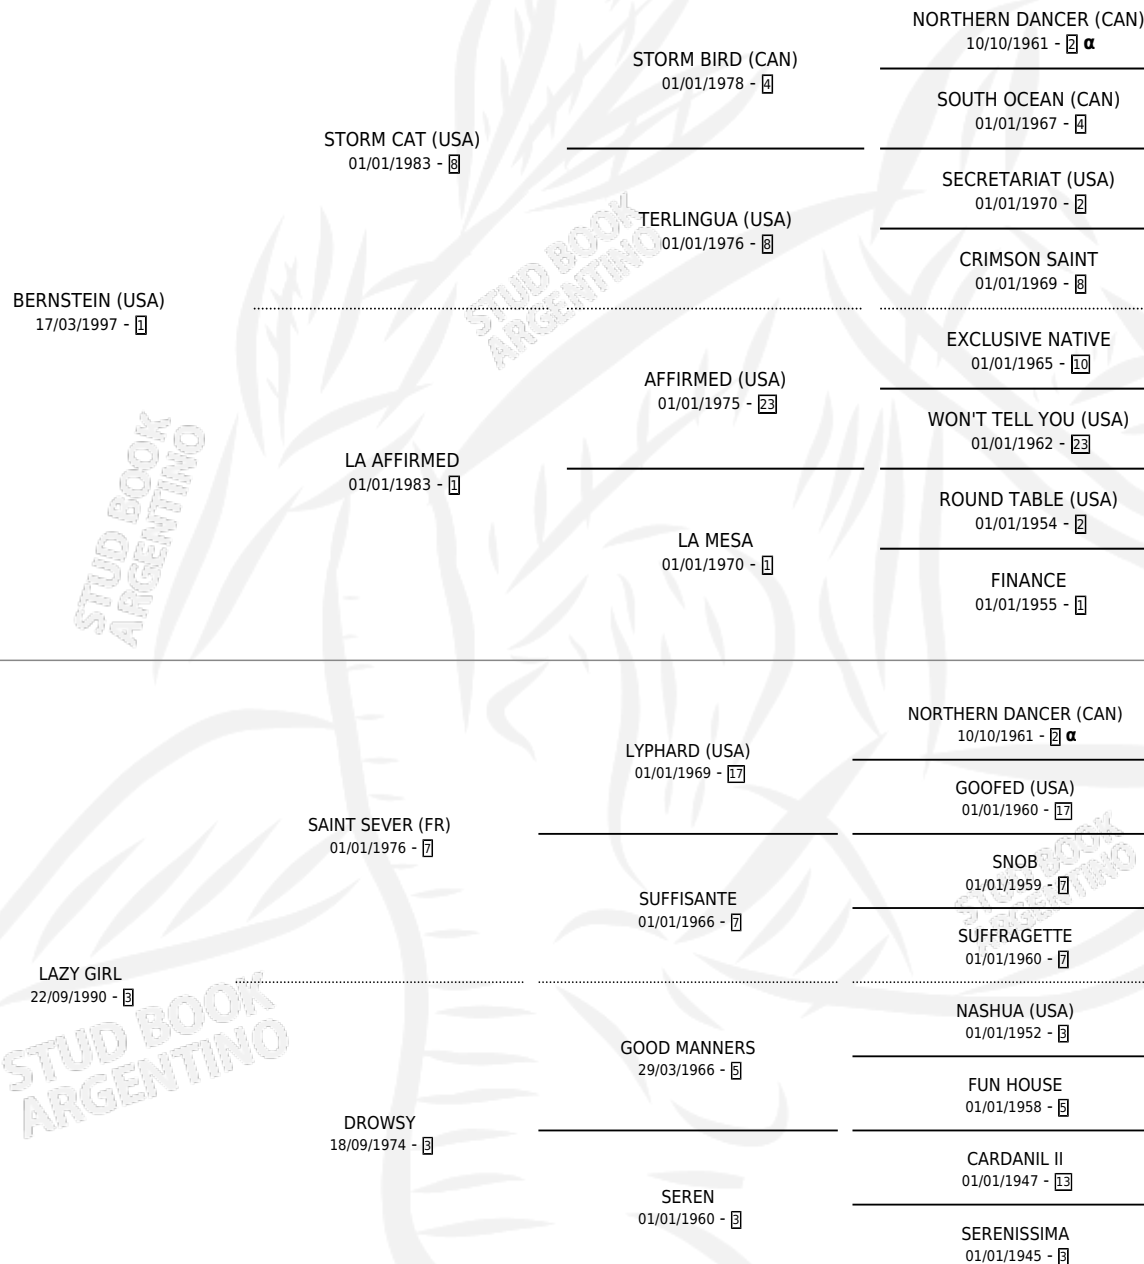 NORTHERN DANCER (CAN)
10/10/1961 - 2 α
STORM BIRD (CAN)
01/01/1978 - 4
SOUTH OCEAN (CAN)
01/01/1967 - 4
STORM CAT (USA)
01/01/1983 - 8
SECRETARIAT (USA)
01/01/1970 - 2
TERLINGUA (USA)
01/01/1976 - 8
CRIMSON SAINT
01/01/1969 - 8
STUD BOOK
ARGENTINO
BERNSTEIN (USA)
17/03/1997 - 1
EXCLUSIVE NATIVE
01/01/1965 - 10
AFFIRMED (USA)
01/01/1975 - 23
WON'T TELL YOU (USA)
01/01/1962 - 23
LA AFFIRMED
01/01/1983 - 1
STUD BOOK
ARGENTINO
ROUND TABLE (USA)
01/01/1954 - 2
LA MESA
01/01/1970 - 1
FINANCE
01/01/1955 - 1
NORTHERN DANCER (CAN)
10/10/1961 - 2 α
LYPHARD (USA)
01/01/1969 - 17
GOOFED (USA)
01/01/1960 - 17
SAINT SEVER (FR)
01/01/1976 - 7
SNOB
01/01/1959 - 7
STUD BOOK
ARGENTINO
SUFFISANTE
01/01/1966 - 7
SUFFRAGETTE
01/01/1960 - 7
LAZY GIRL
22/09/1990 - 3
STUD BOOK
ARGENTINO
NASHUA (USA)
01/01/1952 - 3
GOOD MANNERS
29/03/1966 - 5
FUN HOUSE
01/01/1958 - 5
DROWSY
18/09/1974 - 3
CARDANIL II
01/01/1947 - 13
SEREN
01/01/1960 - 3
SERENISSIMA
01/01/1945 - 3